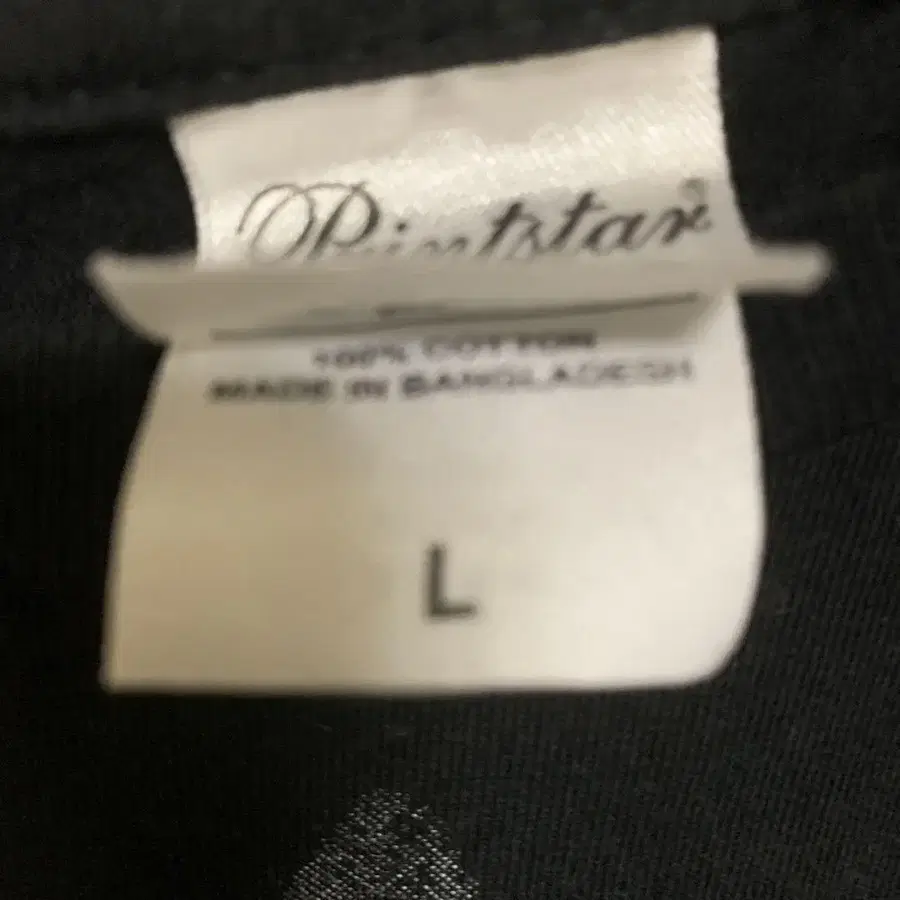 Printstar
100% COTTON
MADE IN BANGLADESH
L